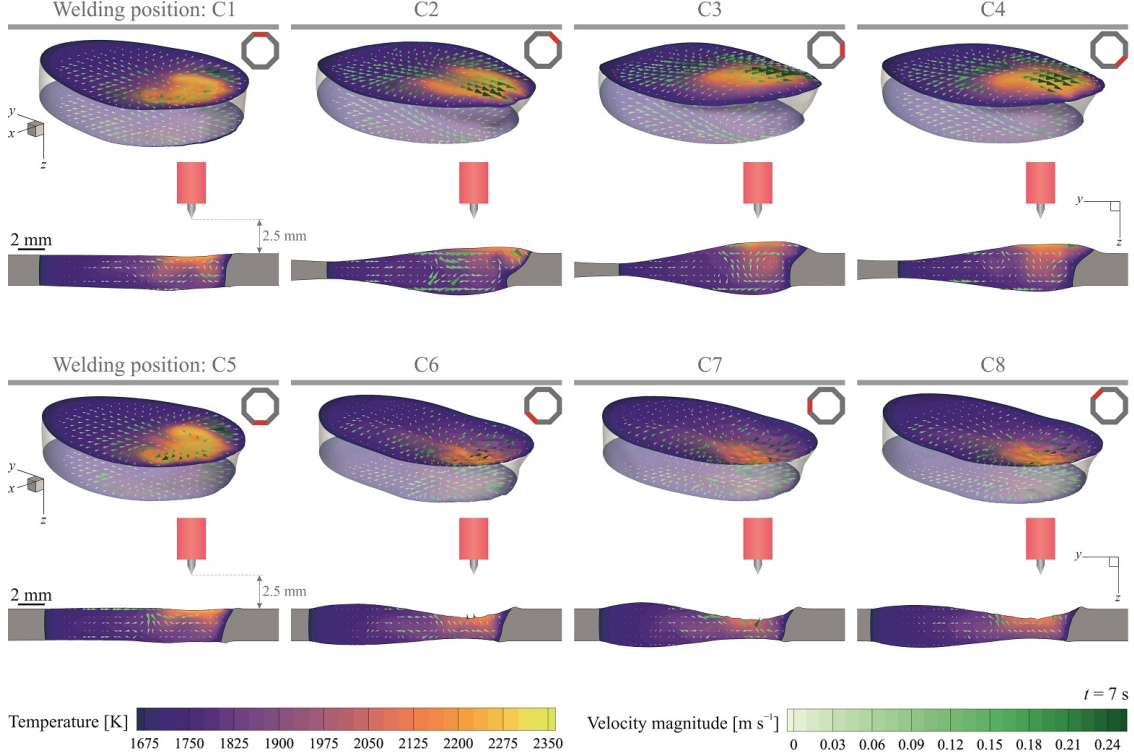 Welding position: C1
C2
C3
C4
y
x
z
2 mm
2.5 mm
y
z
Welding position: C5
C6
C7
C8
y
x
z
2 mm
2.5 mm
y
z
t = 7 s
Temperature [K]
1675 1750 1825 1900 1975 2050 2125 2200 2275 2350
Velocity magnitude [m s⁻¹]
0 0.03 0.06 0.09 0.12 0.15 0.18 0.21 0.24